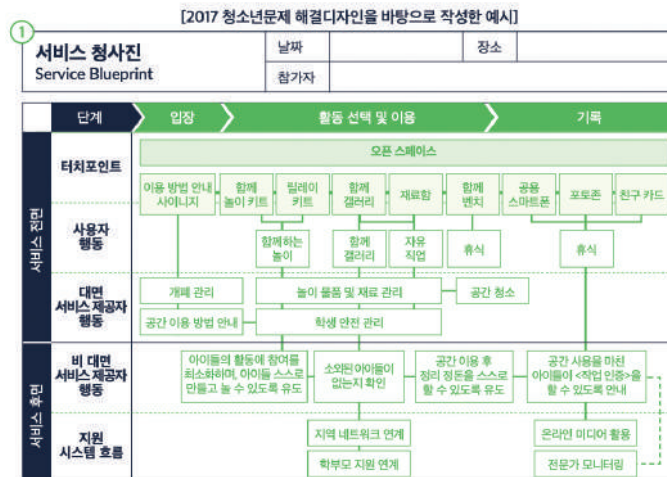 [2017 청소년문제 해결디자인을 바탕으로 작성한 예시]
1
서비스 청사진
Service Blueprint
날짜
장소
참가자
단계
입장
활동 선택 및 이용
기록
서비스 전면
터치포인트
오픈 스페이스
이용 방법 안내
사이니지
함께
놀이 키트
릴레이
키트
함께
갤러리
재료함
함께
벤치
공용
스마트폰
포토존
친구 카드
사용자
행동
함께하는
놀이
함께
갤러리
자유
직업
휴식
휴식
대면
서비스 제공자
행동
개폐 관리
놀이 물품 및 재료 관리
공간 청소
공간 이용 방법 안내
학생 안전 관리
서비스 후면
비 대면
서비스 제공자
행동
아이들의 활동에 참여를
최소화하며, 아이들 스스로
만들고 놀 수 있도록 유도
소외된 아이들이
없는지 확인
공간 이용 후
정리 정돈을 스스로
할 수 있도록 유도
공간 사용을 마친
아이들이 <직업 인증>을
할 수 있도록 안내
지원
시스템 흐름
지역 네트워크 연계
온라인 미디어 활용
학부모 지원 연계
전문가 모니터링